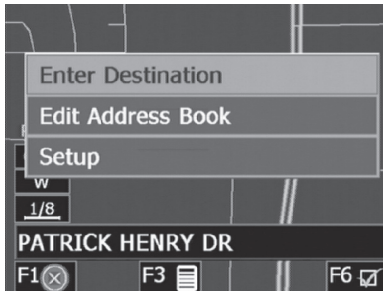 Enter Destination
Edit Address Book
Setup
W
1/8
PATRICK HENRY DR
F1 F3 F6